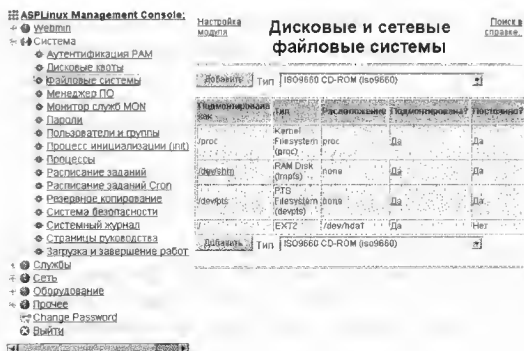 ASPLinux Management Console:
Webmin
Система
Аутентификация PAM
Дисковые квоты
Файловые системы
Менеджер ПО
Монитор служб MON
Пароли
Пользователи и группы
Процесс инициализации (init)
Процессы
Расписание заданий
Расписание заданий Cron
Резервное копирование
Система безопасности
Системный журнал
Страницы руководства
Загрузка и завершение работ
Службы
Сеть
Оборудование
Прочее
Change Password
Выйти
Настройка модуля
Дисковые и сетевые
файловые системы
Поиск в
справке..
Добавить Тип ISO9660 CD-ROM (iso9660)
Подмонтирована как Тип Расположение Подмонтирована? Постоянно?
/proc Kernel Filesystem (proc) proc Да Да
/dev/shm RAM Disk (tmpfs) none Да Да
/dev/pts PTS Filesystem (devpts) none Да Да
/ EXT2 /dev/hda1 Да Нет
Добавить Тип ISO9660 CD-ROM (iso9660)